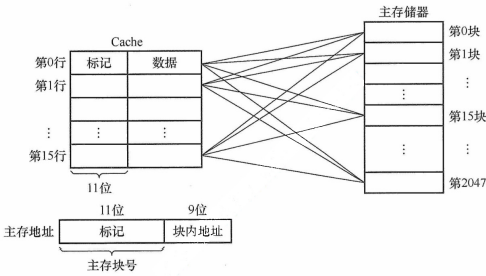 Cache
主存储器
第0行 标记 数据
第1行
⋮ ⋮ ⋮
第15行
11位
第0块
第1块
⋮
⋮
第15块
⋮ ⋮
第2047
11位 9位
主存地址 标记 块内地址
主存块号